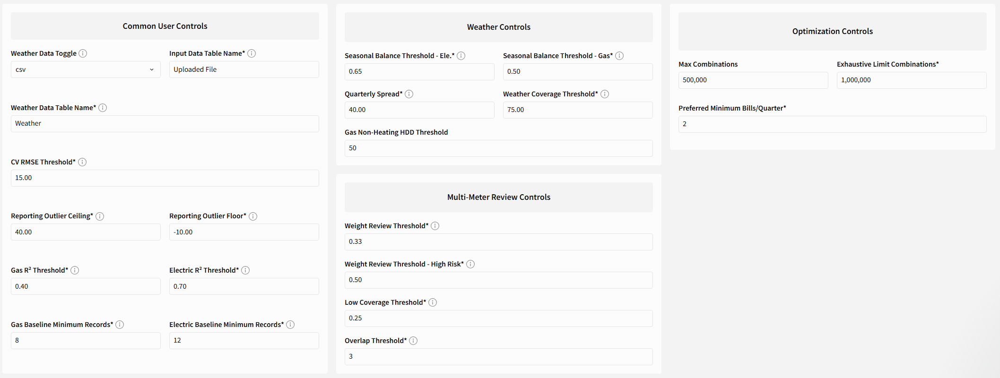 Common User Controls
Weather Data Toggle
Input Data Table Name*
csv
Uploaded File
Weather Data Table Name*
Weather
CV RMSE Threshold*
15.00
Reporting Outlier Ceiling*
Reporting Outlier Floor*
40.00
-10.00
Gas R² Threshold*
Electric R² Threshold*
0.40
0.70
Gas Baseline Minimum Records*
Electric Baseline Minimum Records*
8
12
Weather Controls
Seasonal Balance Threshold - Ele.*
Seasonal Balance Threshold - Gas*
0.65
0.50
Quarterly Spread*
Weather Coverage Threshold*
40.00
75.00
Gas Non-Heating HDD Threshold
50
Multi-Meter Review Controls
Weight Review Threshold*
0.33
Weight Review Threshold - High Risk*
0.50
Low Coverage Threshold*
0.25
Overlap Threshold*
3
Optimization Controls
Max Combinations
Exhaustive Limit Combinations*
500,000
1,000,000
Preferred Minimum Bills/Quarter*
2